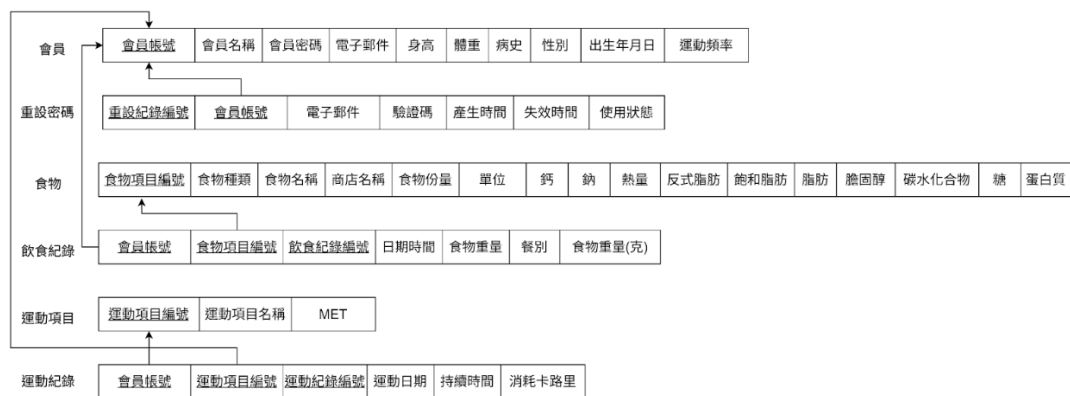 會員 會員帳號 會員名稱 會員密碼 電子郵件 身高 體重 病史 性別 出生年月日 運動頻率
重設密碼 重設紀錄編號 會員帳號 電子郵件 驗證碼 產生時間 失效時間 使用狀態
食物 食物項目編號 食物種類 食物名稱 商店名稱 食物份量 單位 鈣 鈉 熱量 反式脂肪 飽和脂肪 脂肪 膽固醇 碳水化合物 糖 蛋白質
飲食紀錄 會員帳號 食物項目編號 飲食紀錄編號 日期時間 食物重量 餐別 食物重量(克)
運動項目 運動項目編號 運動項目名稱 MET
運動紀錄 會員帳號 運動項目編號 運動紀錄編號 運動日期 持續時間 消耗卡路里